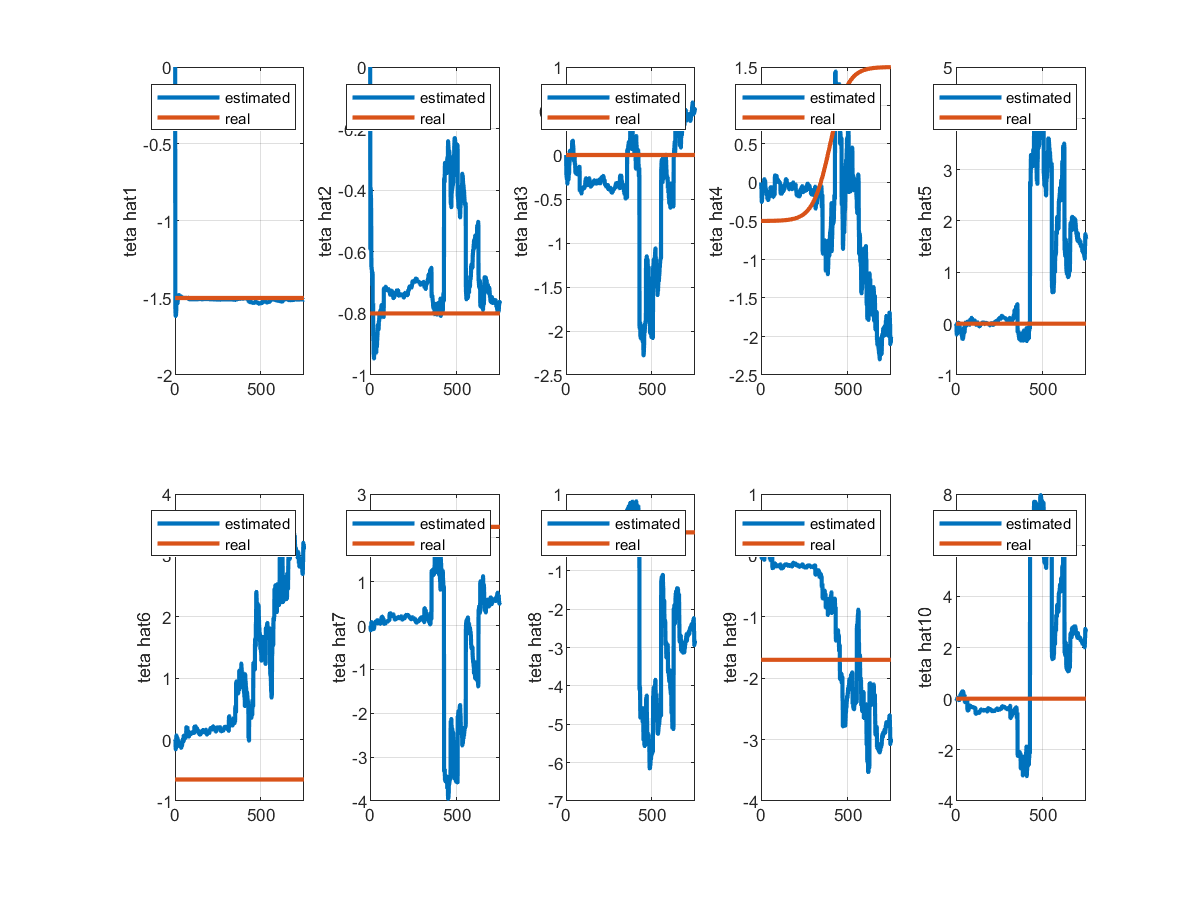 0
estimated
real
-0.5
-1
-1.5
-2
0 500
teta hat1
0
estimated
real
-0.2
-0.4
-0.6
-0.8
-1
0 500
teta hat2
1
estimated
real
0
-0.5
-1
-1.5
-2
-2.5
0 500
teta hat3
1.5
estimated
real
0.5
0
-0.5
-1
-1.5
-2
-2.5
0 500
teta hat4
5
estimated
real
3
2
1
0
-1
0 500
teta hat5
4
estimated
real
3
2
1
0
-1
0 500
teta hat6
3
estimated
real
1
0
-1
-2
-3
-4
0 500
teta hat7
1
estimated
real
-1
-2
-3
-4
-5
-6
-7
0 500
teta hat8
1
estimated
real
0
-1
-2
-3
-4
0 500
teta hat9
8
estimated
real
4
2
0
-2
-4
0 500
teta hat10